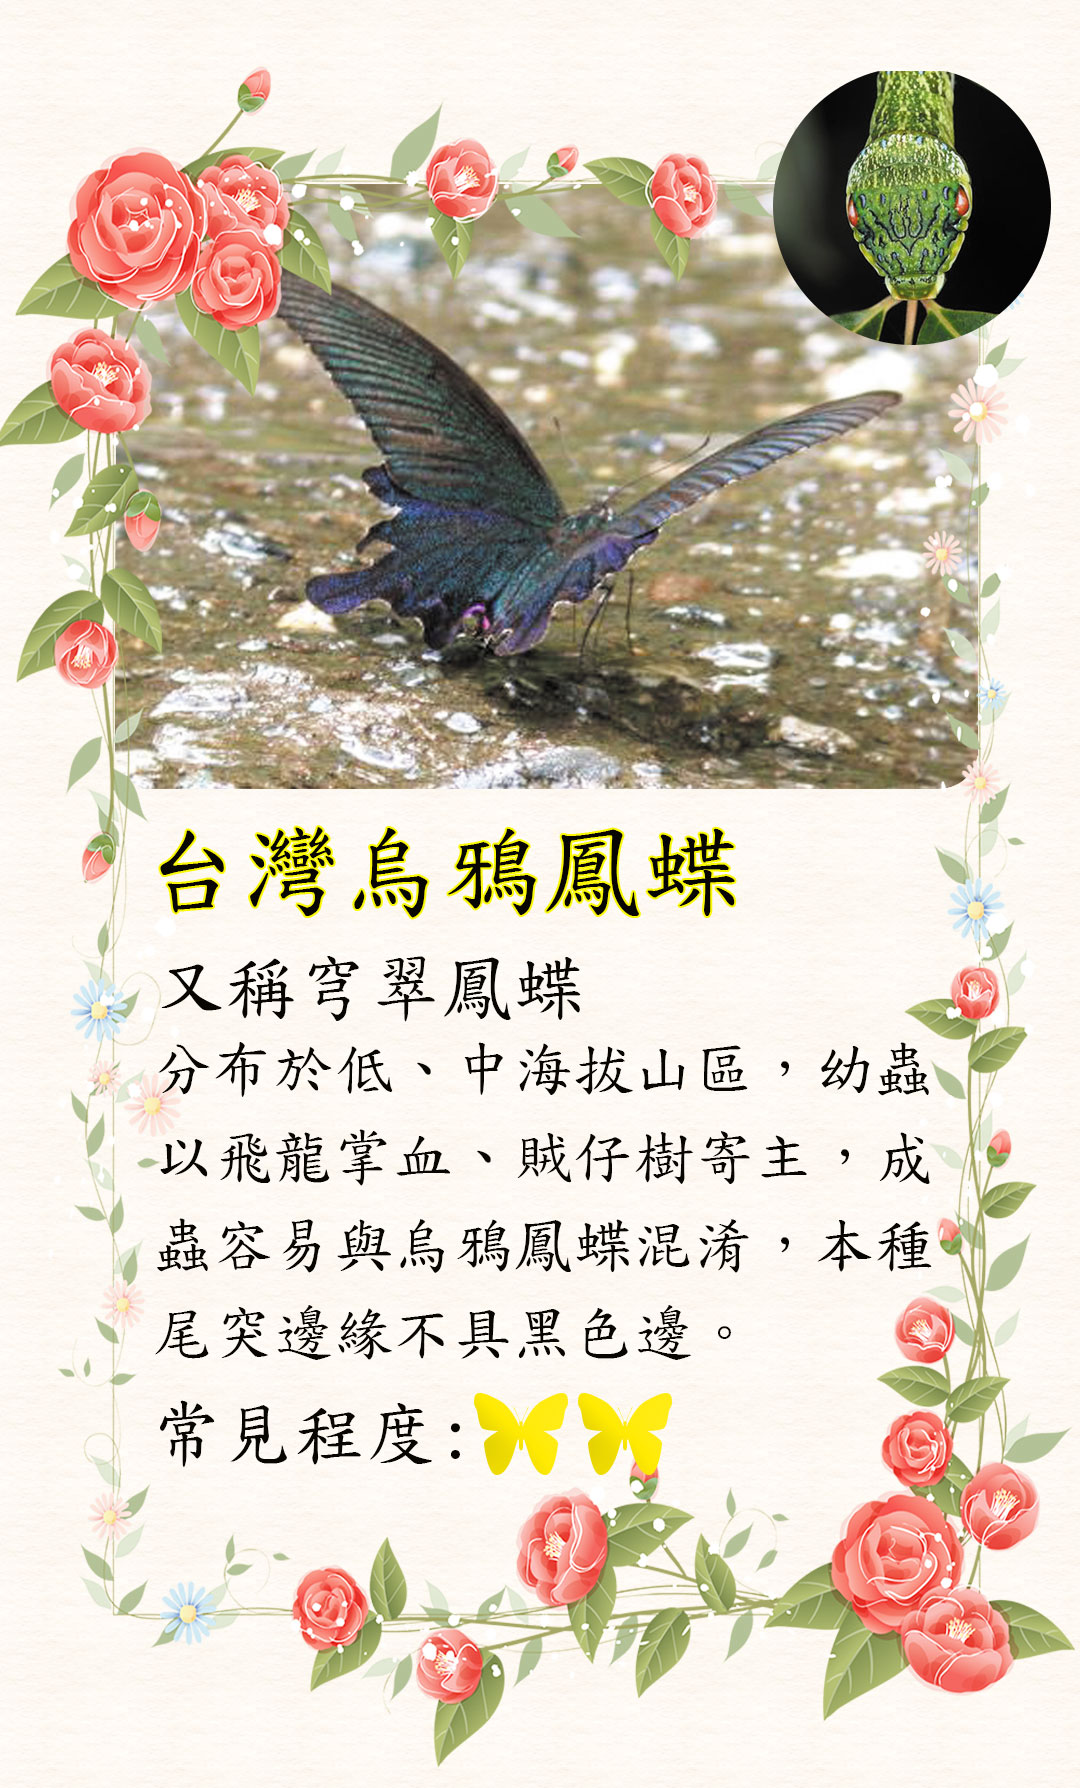 台灣烏鴉鳳蝶
又稱穹翠鳳蝶
分布於低、中海拔山區，幼蟲
以飛龍掌血、賊仔樹寄主，成
蟲容易與烏鴉鳳蝶混淆，本種
尾突邊緣不具黑色邊。
常見程度: